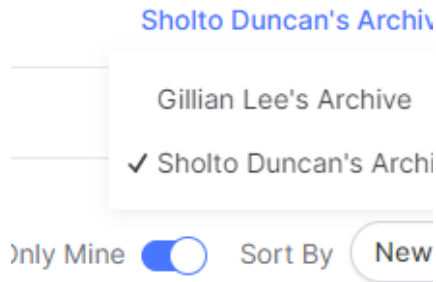 Sholto Duncan's Archiv
Gillian Lee's Archive
✓ Sholto Duncan's Archi
Only Mine Sort By New